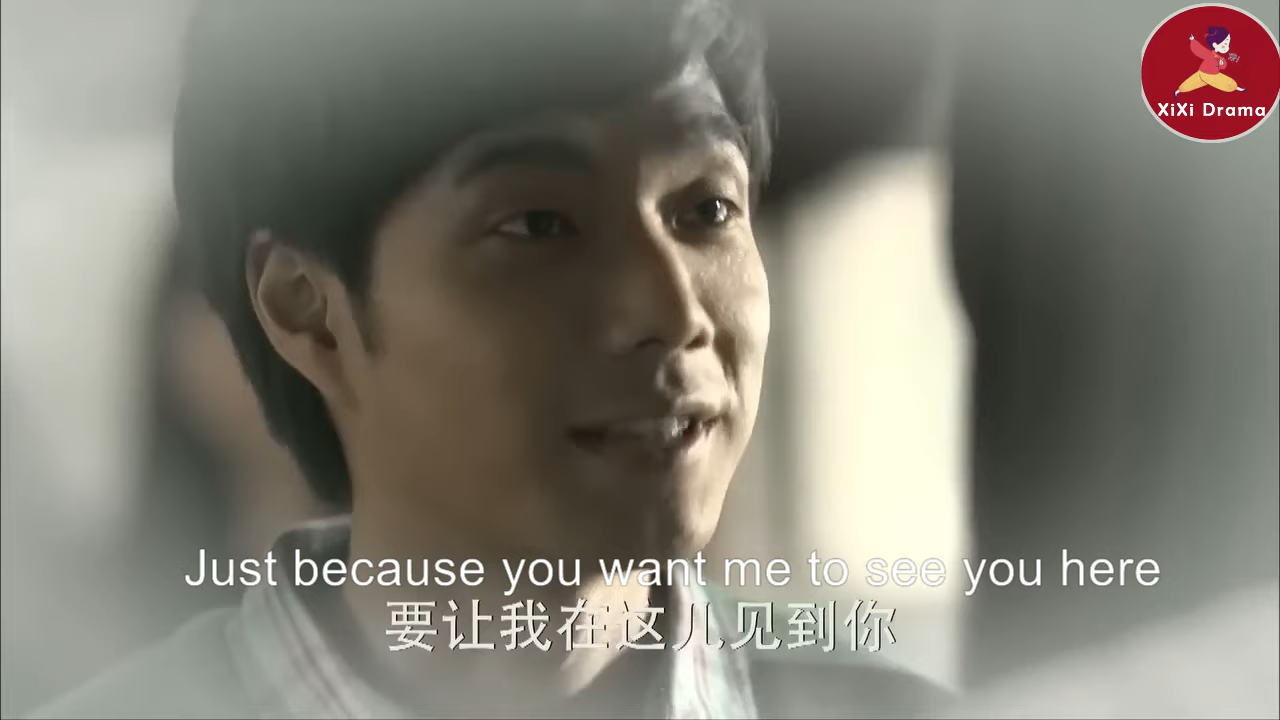 XiXi Drama
Just because you want me to see you here
要让我在这儿见到你